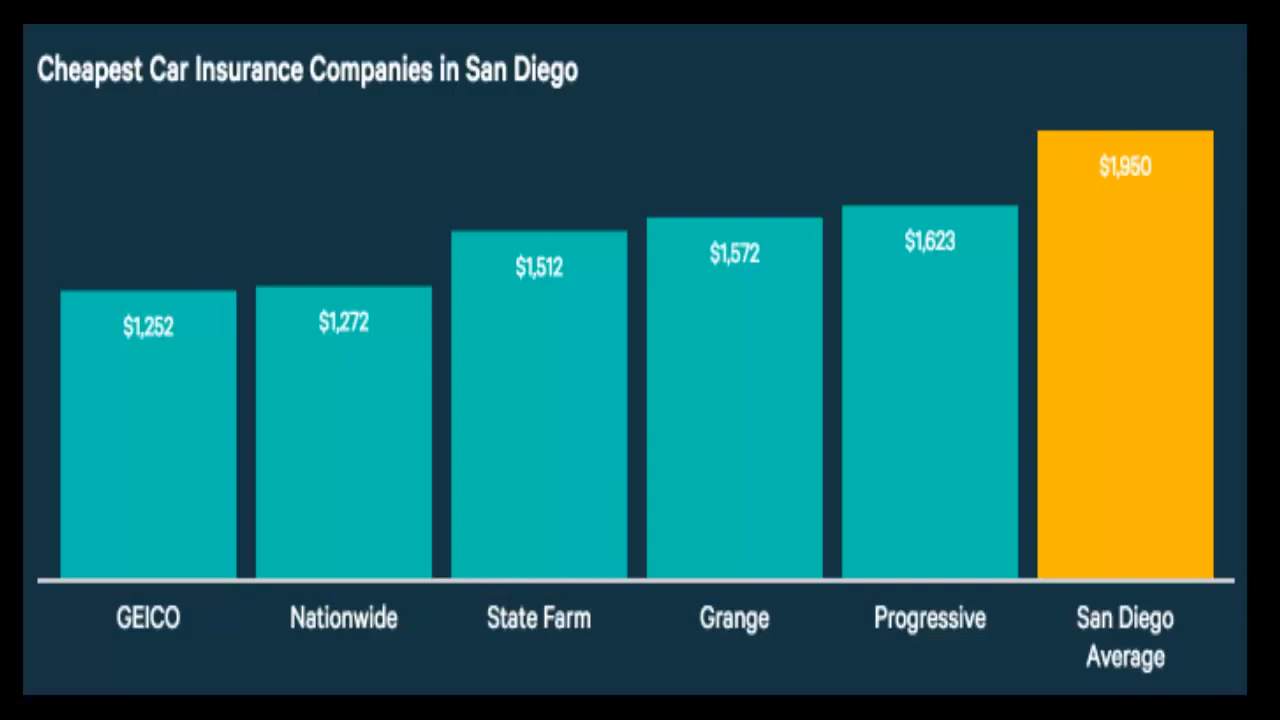 Cheapest Car Insurance Companies in San Diego
$1,252
$1,272
$1,512
$1,572
$1,623
$1,950
GEICO
Nationwide
State Farm
Grange
Progressive
San Diego
Average